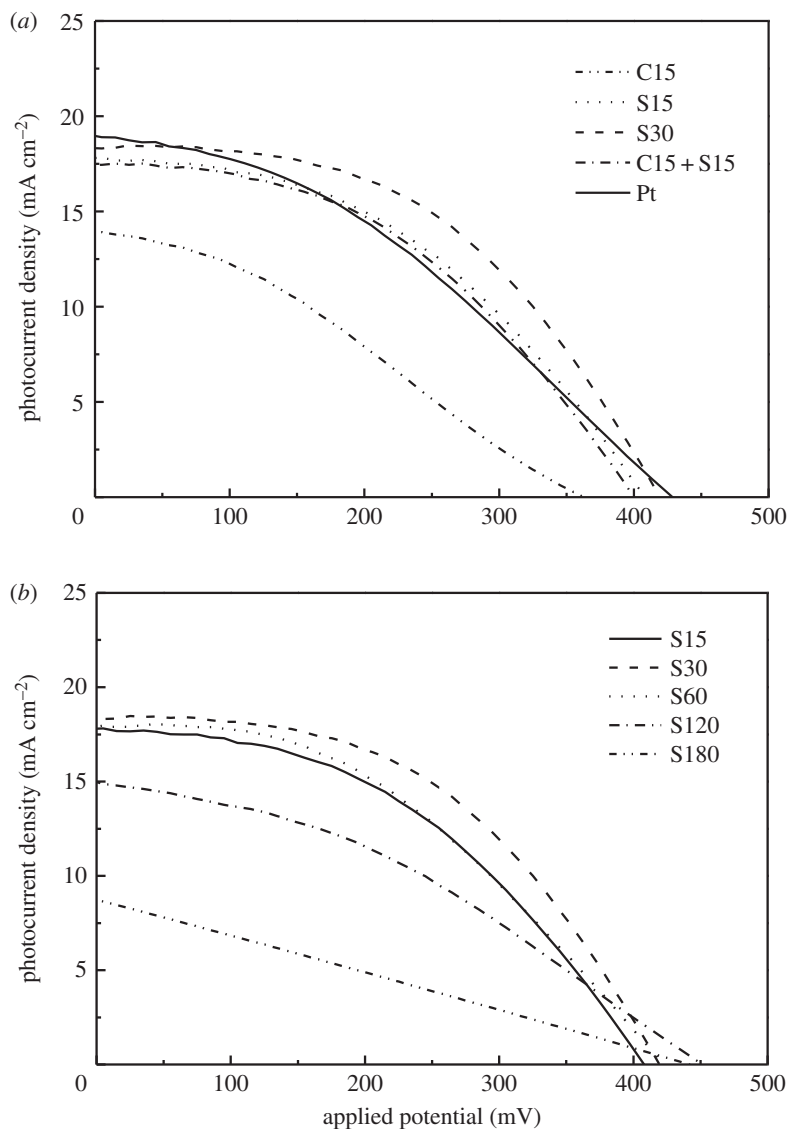 (a)
25
20
15
10
5
0
photocurrent density (mA cm⁻²)
C15
S15
S30
C15 + S15
Pt
100
200
300
400
500
(b)
25
20
15
10
5
0
photocurrent density (mA cm⁻²)
S15
S30
S60
S120
S180
100
200
300
400
500
applied potential (mV)